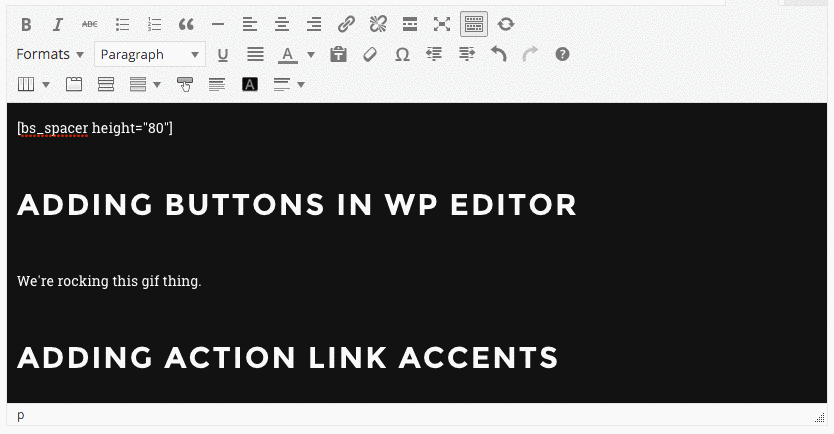 B I ABC
Formats Paragraph U A Ω ?
A
[bs_spacer height="80"]
ADDING BUTTONS IN WP EDITOR
We're rocking this gif thing.
ADDING ACTION LINK ACCENTS
p